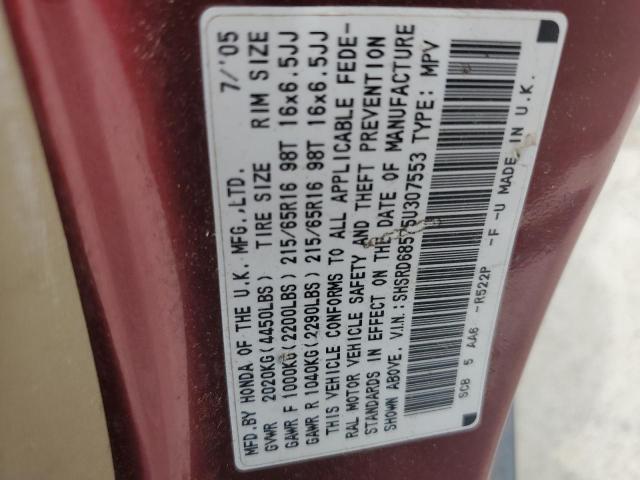 MFD.BY HONDA OF THE U.K. MFG.,LTD. 7/'05
GVWR 2020KG(4450LBS) TIRE SIZE RIM SIZE
GAWR F 1000KG(2200LBS) 215/65R16 98T 16x6.5JJ
GAWR R 1040KG(2290LBS) 215/65R16 98T 16x6.5JJ
THIS VEHICLE CONFORMS TO ALL APPLICABLE FEDE-
RAL MOTOR VEHICLE SAFETY AND THEFT PREVENTION
STANDARDS IN EFFECT ON THE DATE OF MANUFACTURE
SHOWN ABOVE. V.I.N.:SHSRD68575U307553 TYPE: MPV
SCB 5 AA6 -R522P -F -U MADE IN U.K.